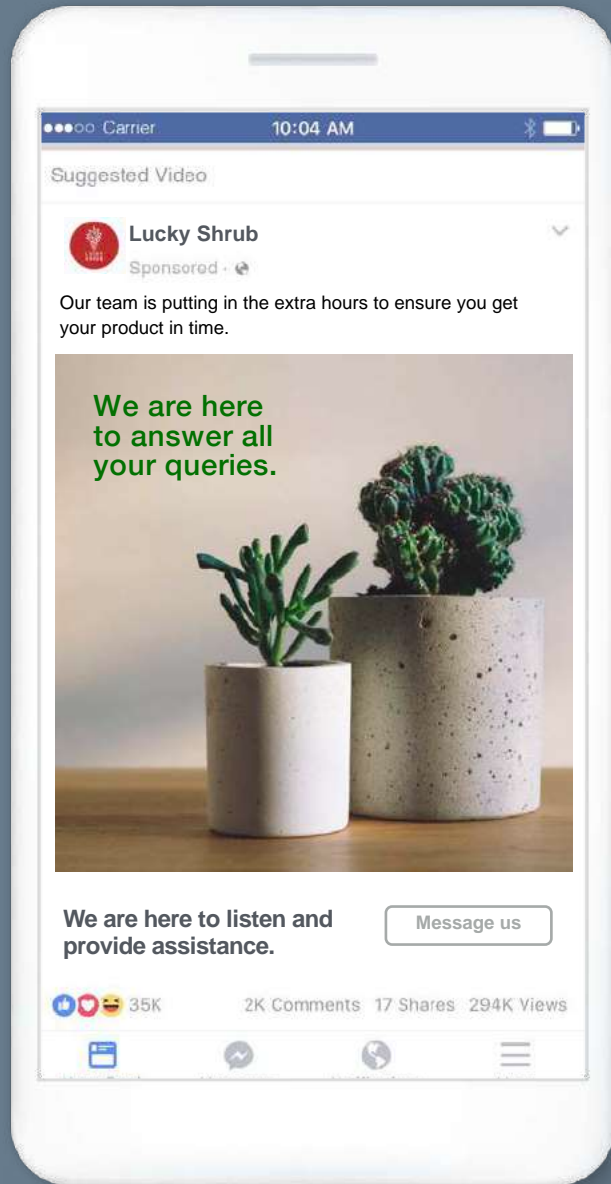 Carrier 10:04 AM
Suggested Video
Lucky Shrub
Sponsored
Our team is putting in the extra hours to ensure you get
your product in time.
We are here
to answer all
your queries.
We are here to listen and
provide assistance.
Message us
35K 2K Comments 17 Shares 294K Views